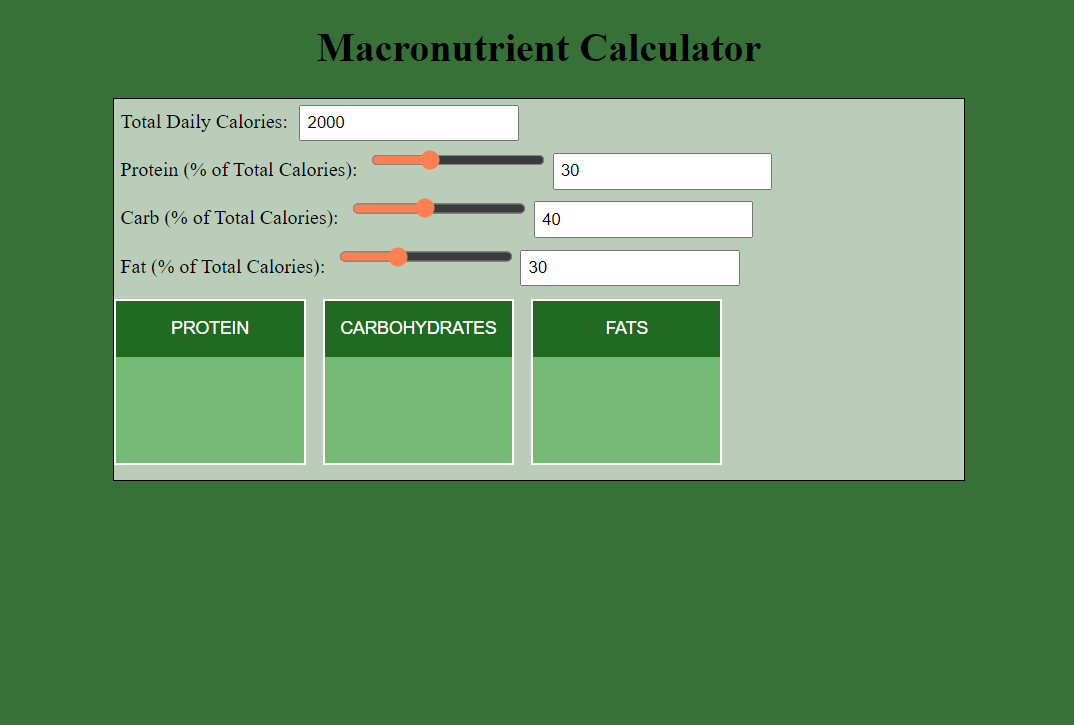 Macronutrient Calculator
Total Daily Calories: 2000
Protein (% of Total Calories): 30
Carb (% of Total Calories): 40
Fat (% of Total Calories): 30
PROTEIN CARBOHYDRATES FATS